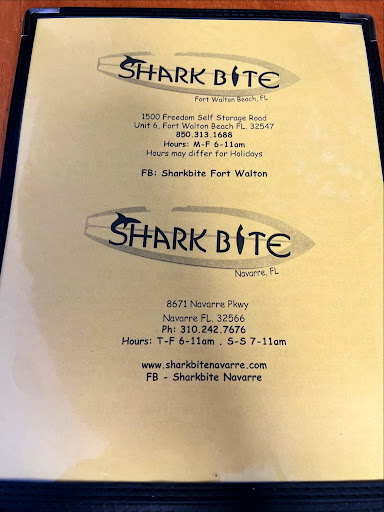 SHARK BITE
Fort Walton Beach, FL
1500 Freedom Self Storage Road
Unit 6, Fort Walton Beach FL. 32547
850.313.1688
Hours: M-F 6-11am
Hours may differ for Holidays
FB: Sharkbite Fort Walton
SHARK BITE
Navarre, FL
8671 Navarre Pkwy
Navarre FL. 32566
Ph: 310.242.7676
Hours: T-F 6-11am . S-S 7-11am
www.sharkbitenavarre.com
FB - Sharkbite Navarre